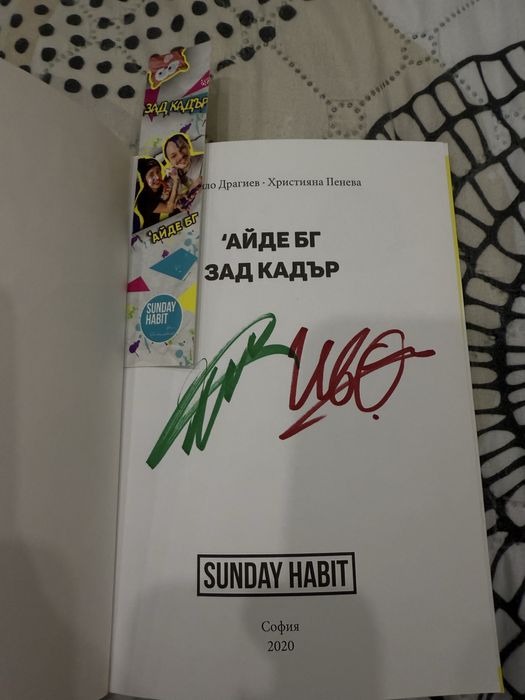 ЗАД КАДЪР
'АЙДЕ БГ
SUNDAY
HABIT
Драгиев · Християна Пенева
'АЙДЕ БГ
ЗАД КАДЪР
SUNDAY HABIT
София
2020